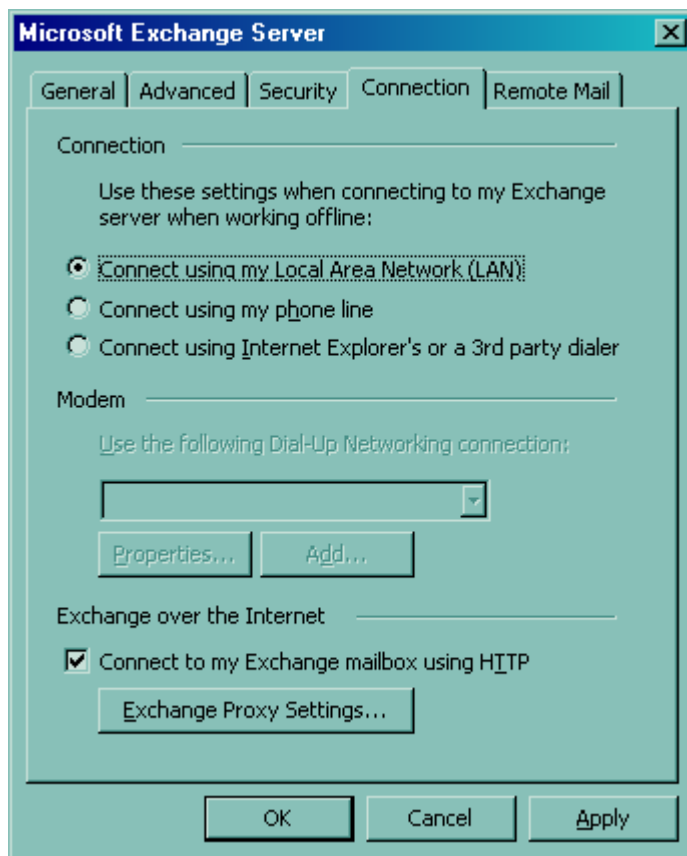 Microsoft Exchange Server
General Advanced Security Connection Remote Mail
Connection
Use these settings when connecting to my Exchange
server when working offline:
Connect using my Local Area Network (LAN)
Connect using my phone line
Connect using Internet Explorer's or a 3rd party dialer
Modem
Use the following Dial-Up Networking connection:
Properties... Add...
Exchange over the Internet
Connect to my Exchange mailbox using HTTP
Exchange Proxy Settings...
OK Cancel Apply